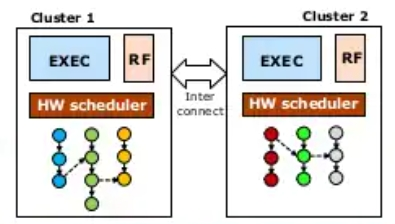 Cluster 1
EXEC
RF
HW scheduler
Inter
connect
Cluster 2
EXEC
RF
HW scheduler